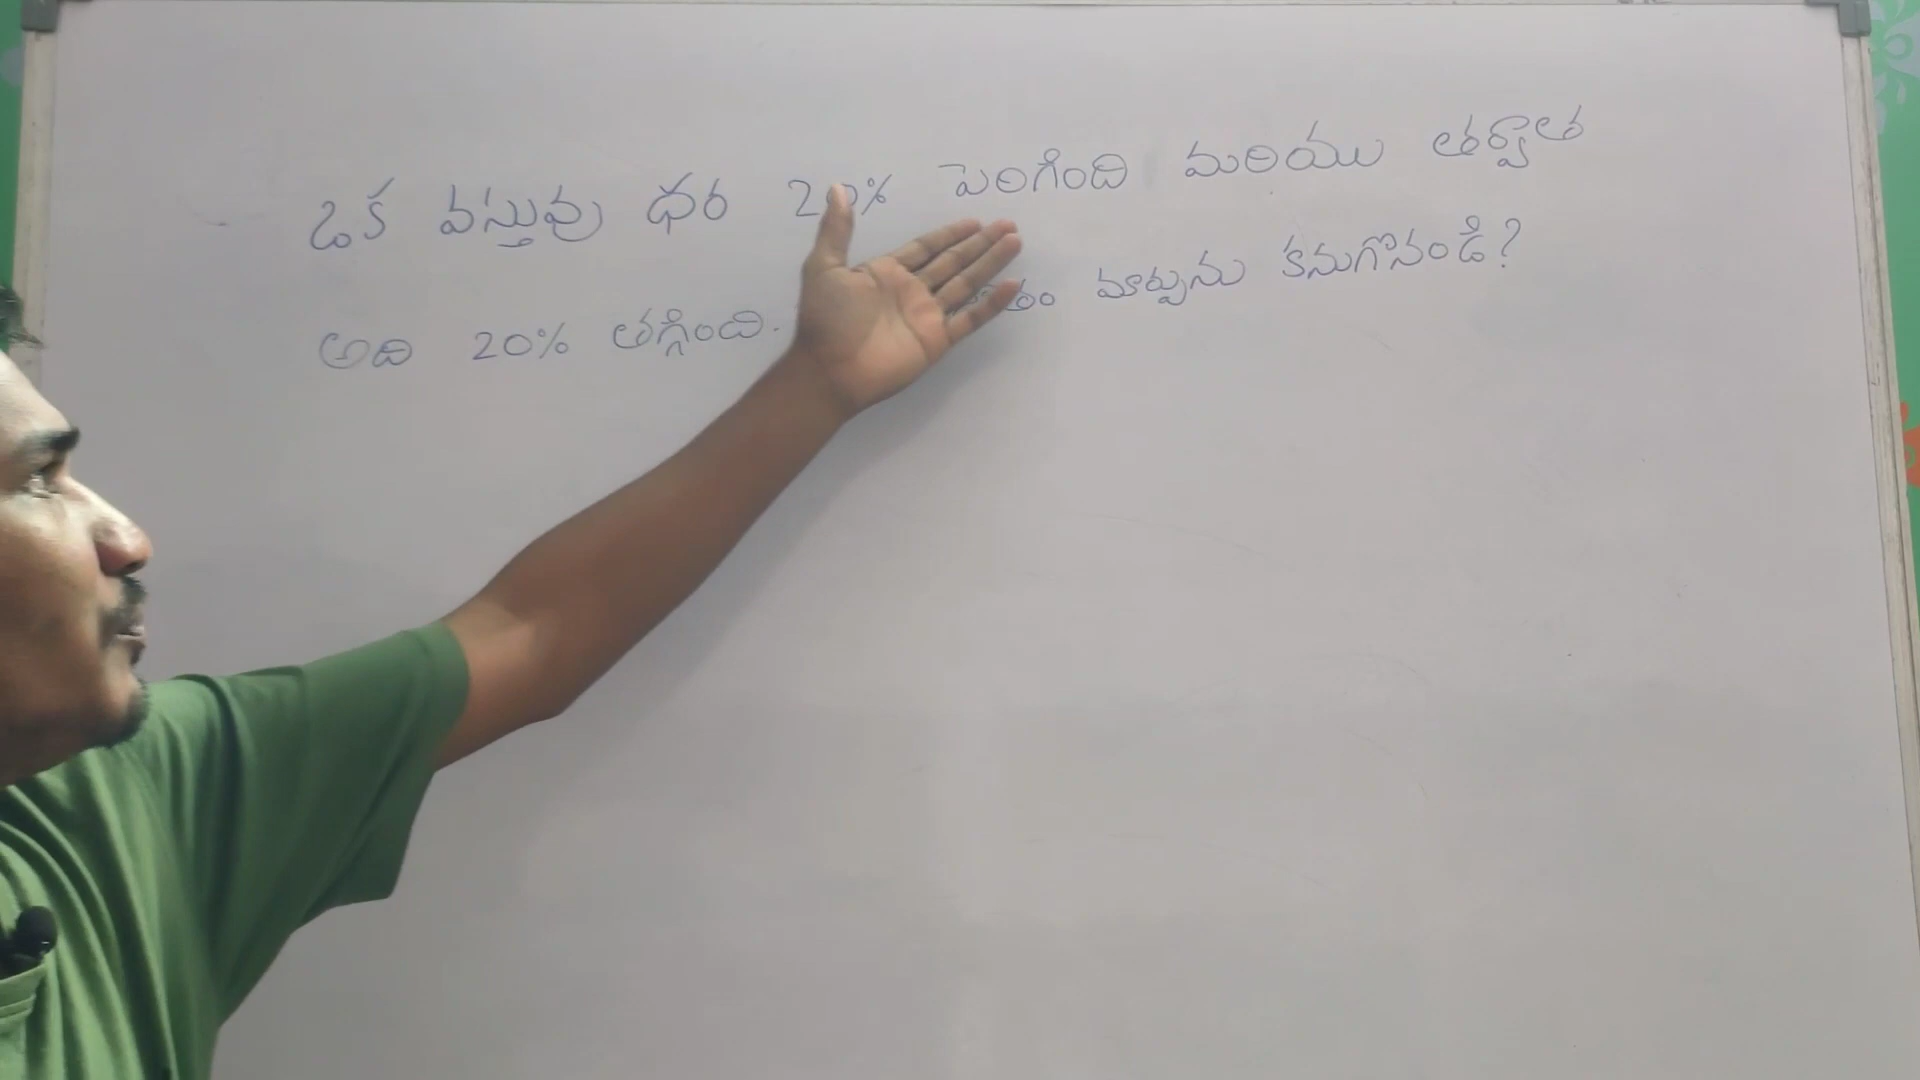 ఒక వస్తువు ధర 20% పెరిగింది మరియు తర్వాత
అది 20% తగ్గింది. మార్పును కనుగొనండి?